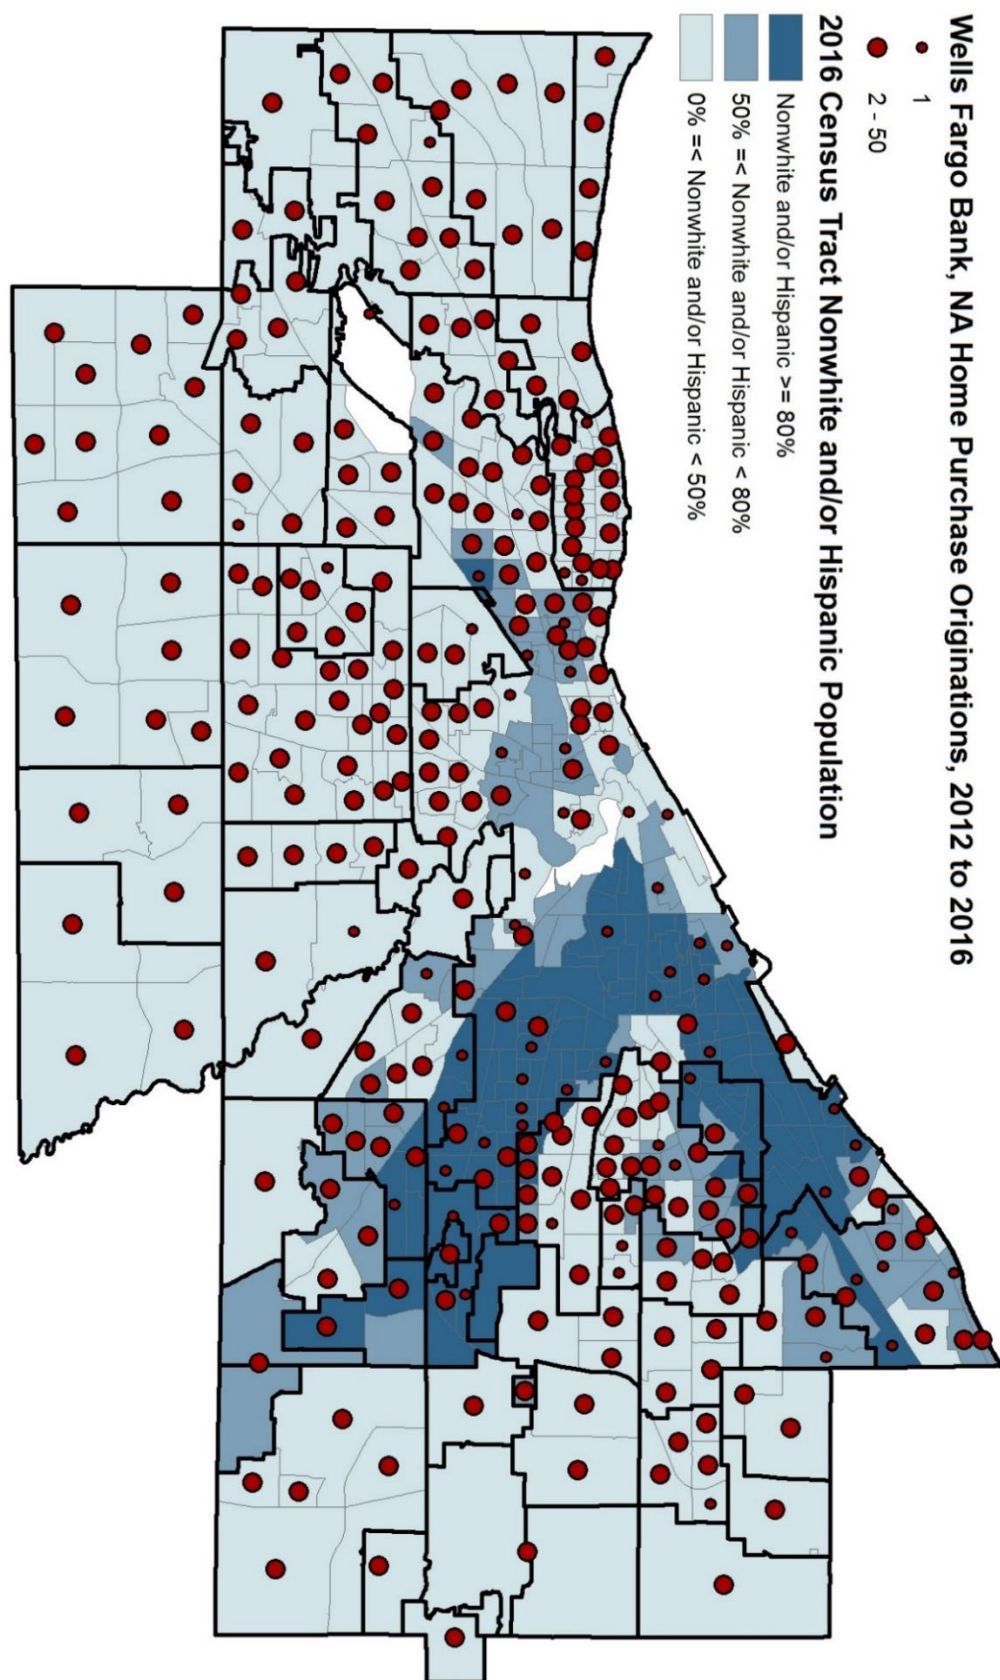 Wells Fargo Bank, NA Home Purchase Originations, 2012 to 2016
1
2 - 50
2016 Census Tract Nonwhite and/or Hispanic Population
Nonwhite and/or Hispanic >= 80%
50% =< Nonwhite and/or Hispanic < 80%
0% =< Nonwhite and/or Hispanic < 50%